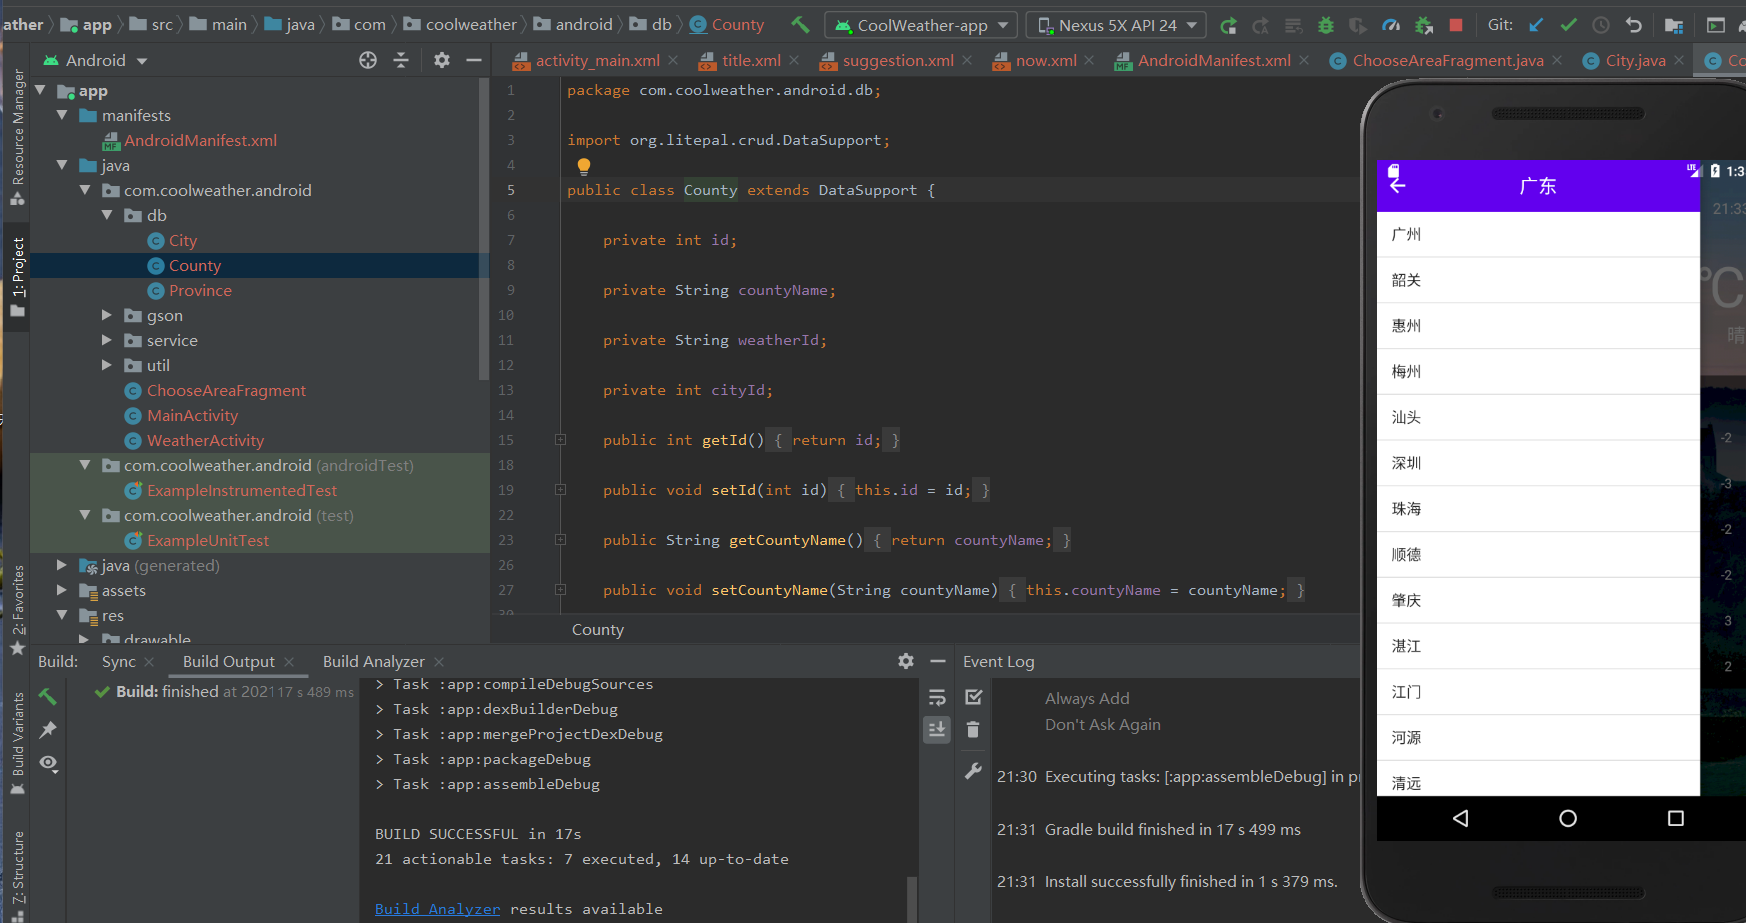 ather app src main java com coolweather android db County CoolWeather-app Nexus 5X API 24 Git:
Android
activity_main.xml title.xml suggestion.xml now.xml AndroidManifest.xml ChooseAreaFragment.java City.java Co
Resource Manager
1: Project
2: Favorites
Build Variants
7: Structure
app
manifests
AndroidManifest.xml
java
com.coolweather.android
db
City
County
Province
gson
service
util
ChooseAreaFragment
MainActivity
WeatherActivity
com.coolweather.android (androidTest)
ExampleInstrumentedTest
com.coolweather.android (test)
ExampleUnitTest
java (generated)
assets
res
drawable
1 package com.coolweather.android.db;
2
3 import org.litepal.crud.DataSupport;
4
5 public class County extends DataSupport {
6
7 private int id;
8
9 private String countyName;
10
11 private String weatherId;
12
13 private int cityId;
14
15 public int getId() { return id; }
18
19 public void setId(int id) { this.id = id; }
22
23 public String getCountyName() { return countyName; }
26
27 public void setCountyName(String countyName) { this.countyName = countyName; }
30
County
LTE 1:3
广东
21:33
广州
韶关
°C
惠州
晴
梅州
汕头
-2
深圳
-3
珠海
-2
顺德
-2
肇庆
3
湛江
2
江门
河源
清远
Build: Sync Build Output Build Analyzer
Build: finished at 202117 s 489 ms
> Task :app:compileDebugSources
> Task :app:dexBuilderDebug
> Task :app:mergeProjectDexDebug
> Task :app:packageDebug
> Task :app:assembleDebug
BUILD SUCCESSFUL in 17s
21 actionable tasks: 7 executed, 14 up-to-date
Build Analyzer results available
Event Log
Always Add
Don't Ask Again
21:30 Executing tasks: [:app:assembleDebug] in pr
21:31 Gradle build finished in 17 s 499 ms
21:31 Install successfully finished in 1 s 379 ms.